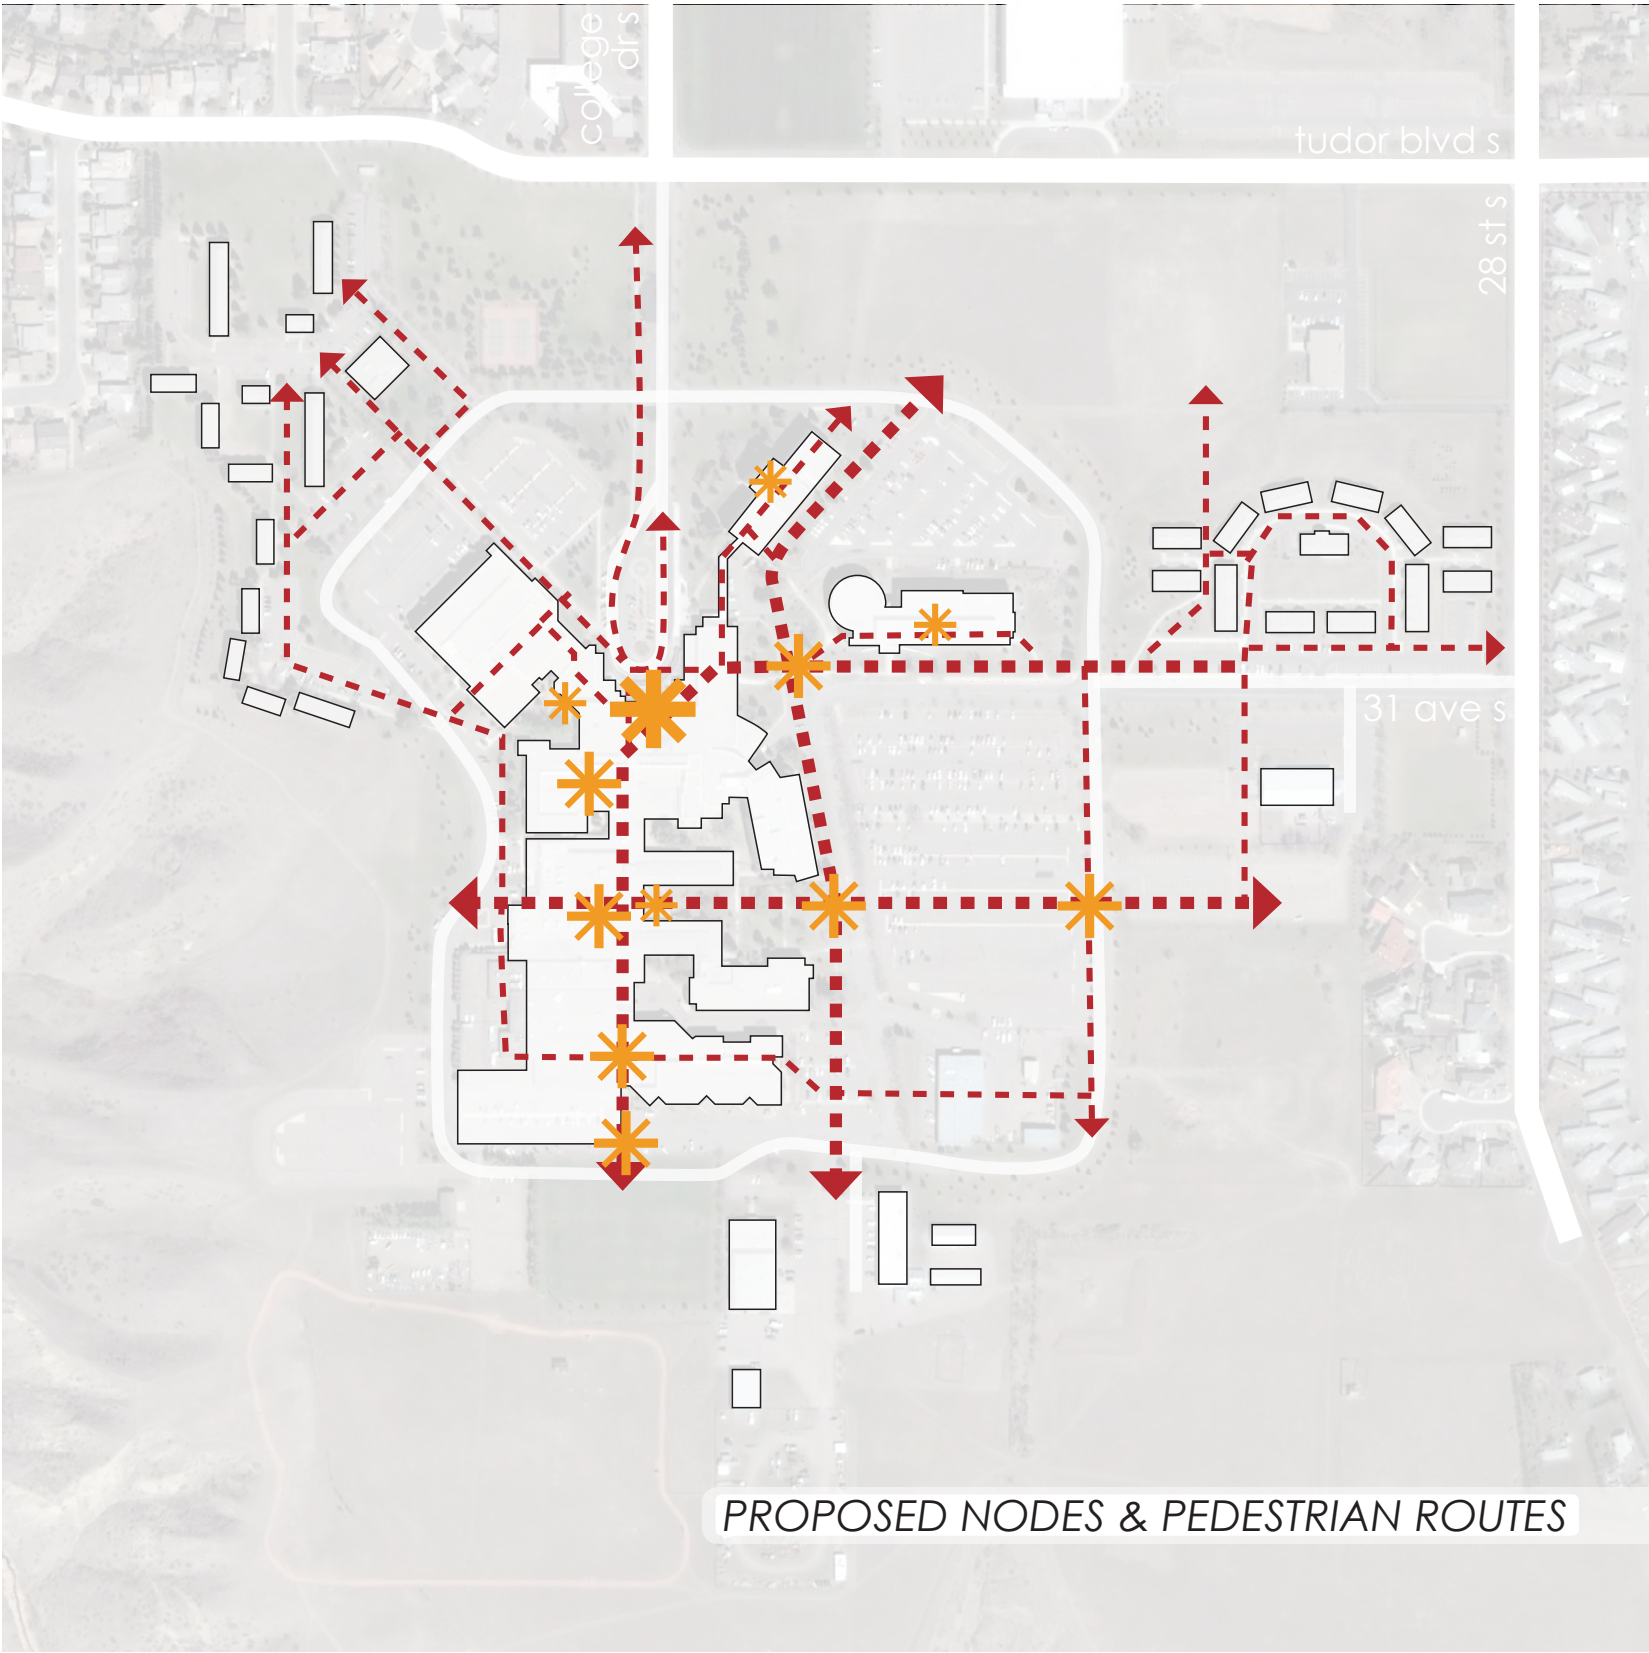 college
dr s
tudor blvd s
28 st s
31 ave s
PROPOSED NODES & PEDESTRIAN ROUTES